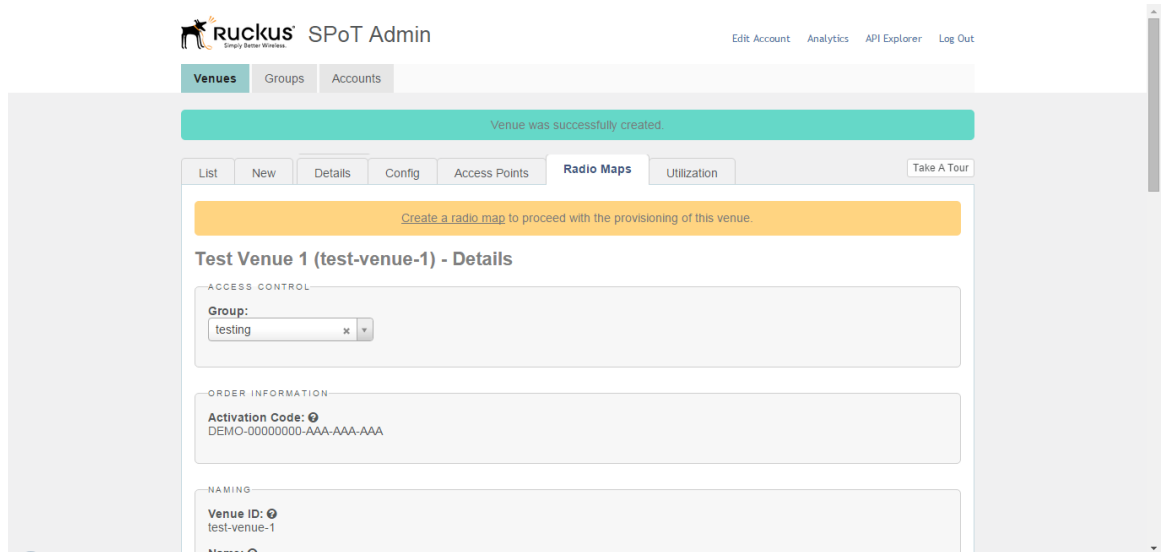 Ruckus SPoT Admin
Simply Better Wireless.
Edit Account Analytics API Explorer Log Out
Venues Groups Accounts
Venue was successfully created.
List New Details Config Access Points Radio Maps Utilization Take A Tour
Create a radio map to proceed with the provisioning of this venue.
Test Venue 1 (test-venue-1) - Details
ACCESS CONTROL
Group:
testing
ORDER INFORMATION
Activation Code:
DEMO-00000000-AAA-AAA-AAA
NAMING
Venue ID:
test-venue-1
Name: